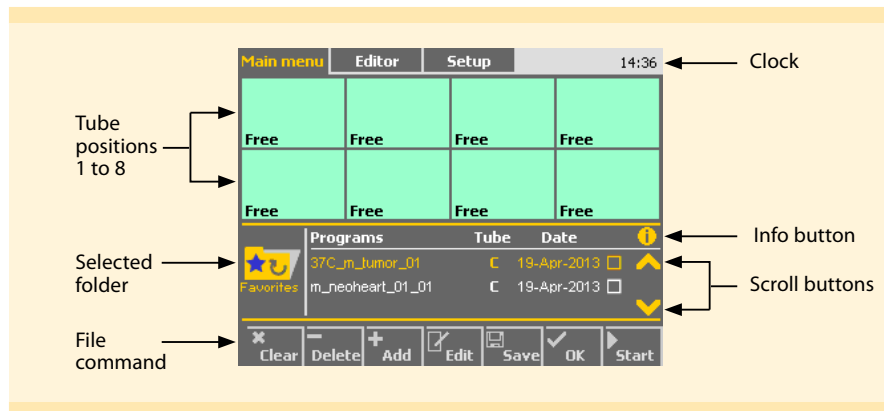 Main menu Editor Setup 14:36 Clock
Tube
positions
1 to 8
Free Free Free Free
Free Free Free Free
Programs Tube Date i Info button
Selected
folder
Favorites
37C_m_tumor_01 C 19-Apr-2013
m_neoheart_01_01 C 19-Apr-2013
Scroll buttons
File
command
Clear Delete Add Edit Save OK Start